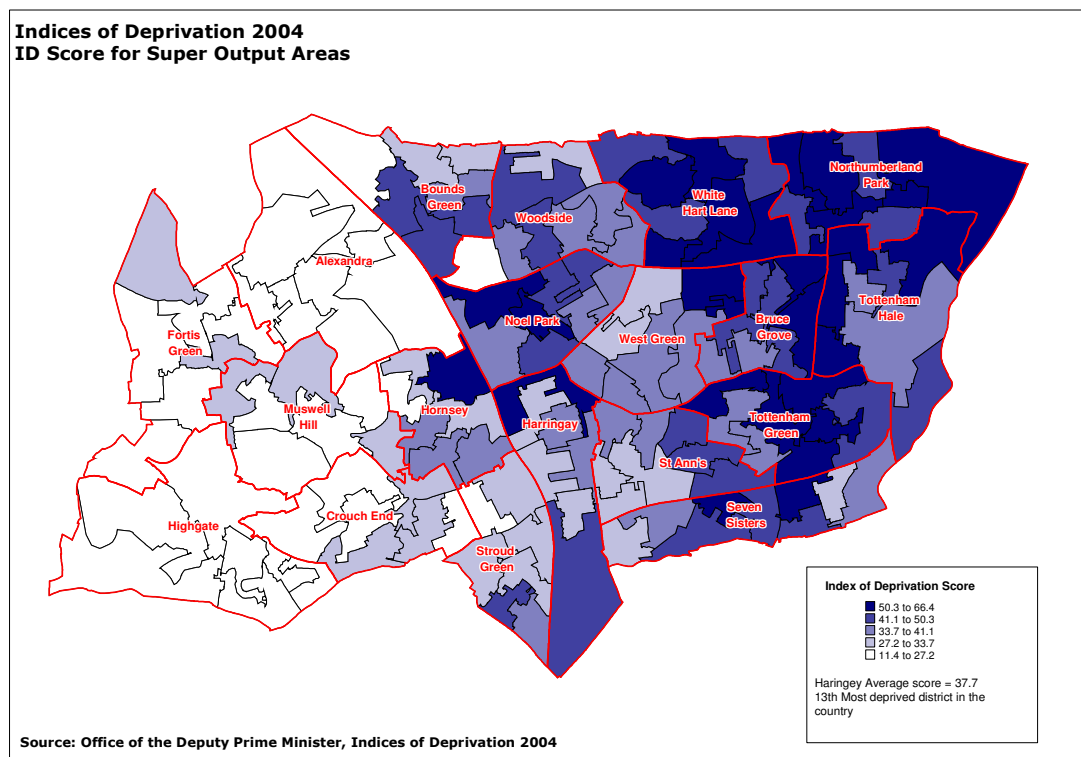 Indices of Deprivation 2004
ID Score for Super Output Areas
Northumberland
Park
Bounds
Green
White
Hart Lane
Woodside
Alexandra
Tottenham
Hale
Noel Park
Bruce
Grove
Fortis
Green
West Green
Muswell
Hill
Hornsey
Harringay
Tottenham
Green
St Ann's
Highgate
Crouch End
Seven
Sisters
Stroud
Green
Index of Deprivation Score
50.3 to 66.4
41.1 to 50.3
33.7 to 41.1
27.2 to 33.7
11.4 to 27.2
Haringey Average score = 37.7
13th Most deprived district in the
country
Source: Office of the Deputy Prime Minister, Indices of Deprivation 2004